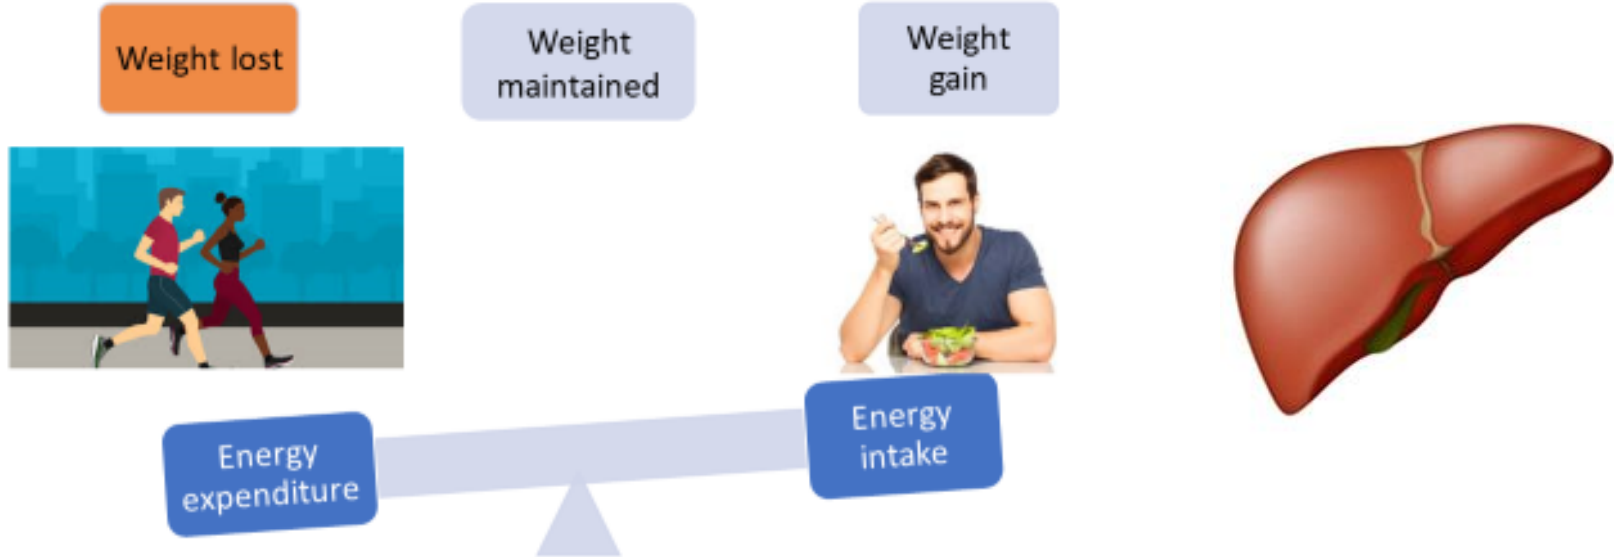 Weight lost
Weight
maintained
Weight
gain
Energy
expenditure
Energy
intake